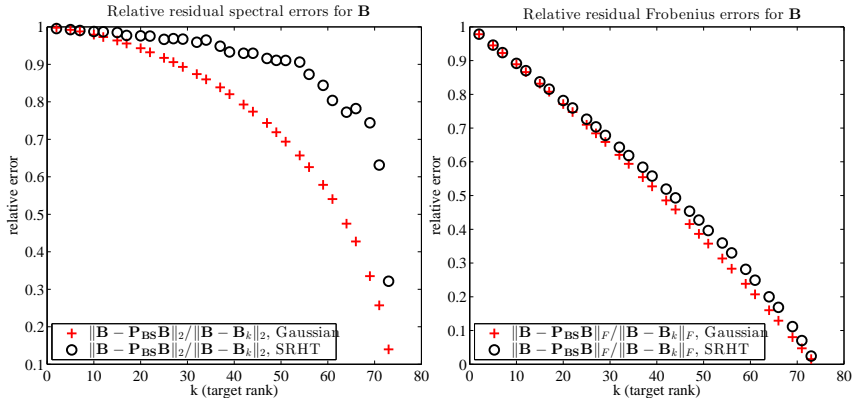 Relative residual spectral errors for B
1
0.9
0.8
0.7
0.6
0.5
0.4
0.3
0.2
0.1
relative error
0 10 20 30 40 50 60 70 80
k (target rank)
‖B − P_BS B‖₂/‖B − B_k‖₂, Gaussian
‖B − P_BS B‖₂/‖B − B_k‖₂, SRHT
Relative residual Frobenius errors for B
1
0.9
0.8
0.7
0.6
0.5
0.4
0.3
0.2
0.1
0
relative error
0 10 20 30 40 50 60 70 80
k (target rank)
‖B − P_BS B‖_F/‖B − B_k‖_F, Gaussian
‖B − P_BS B‖_F/‖B − B_k‖_F, SRHT